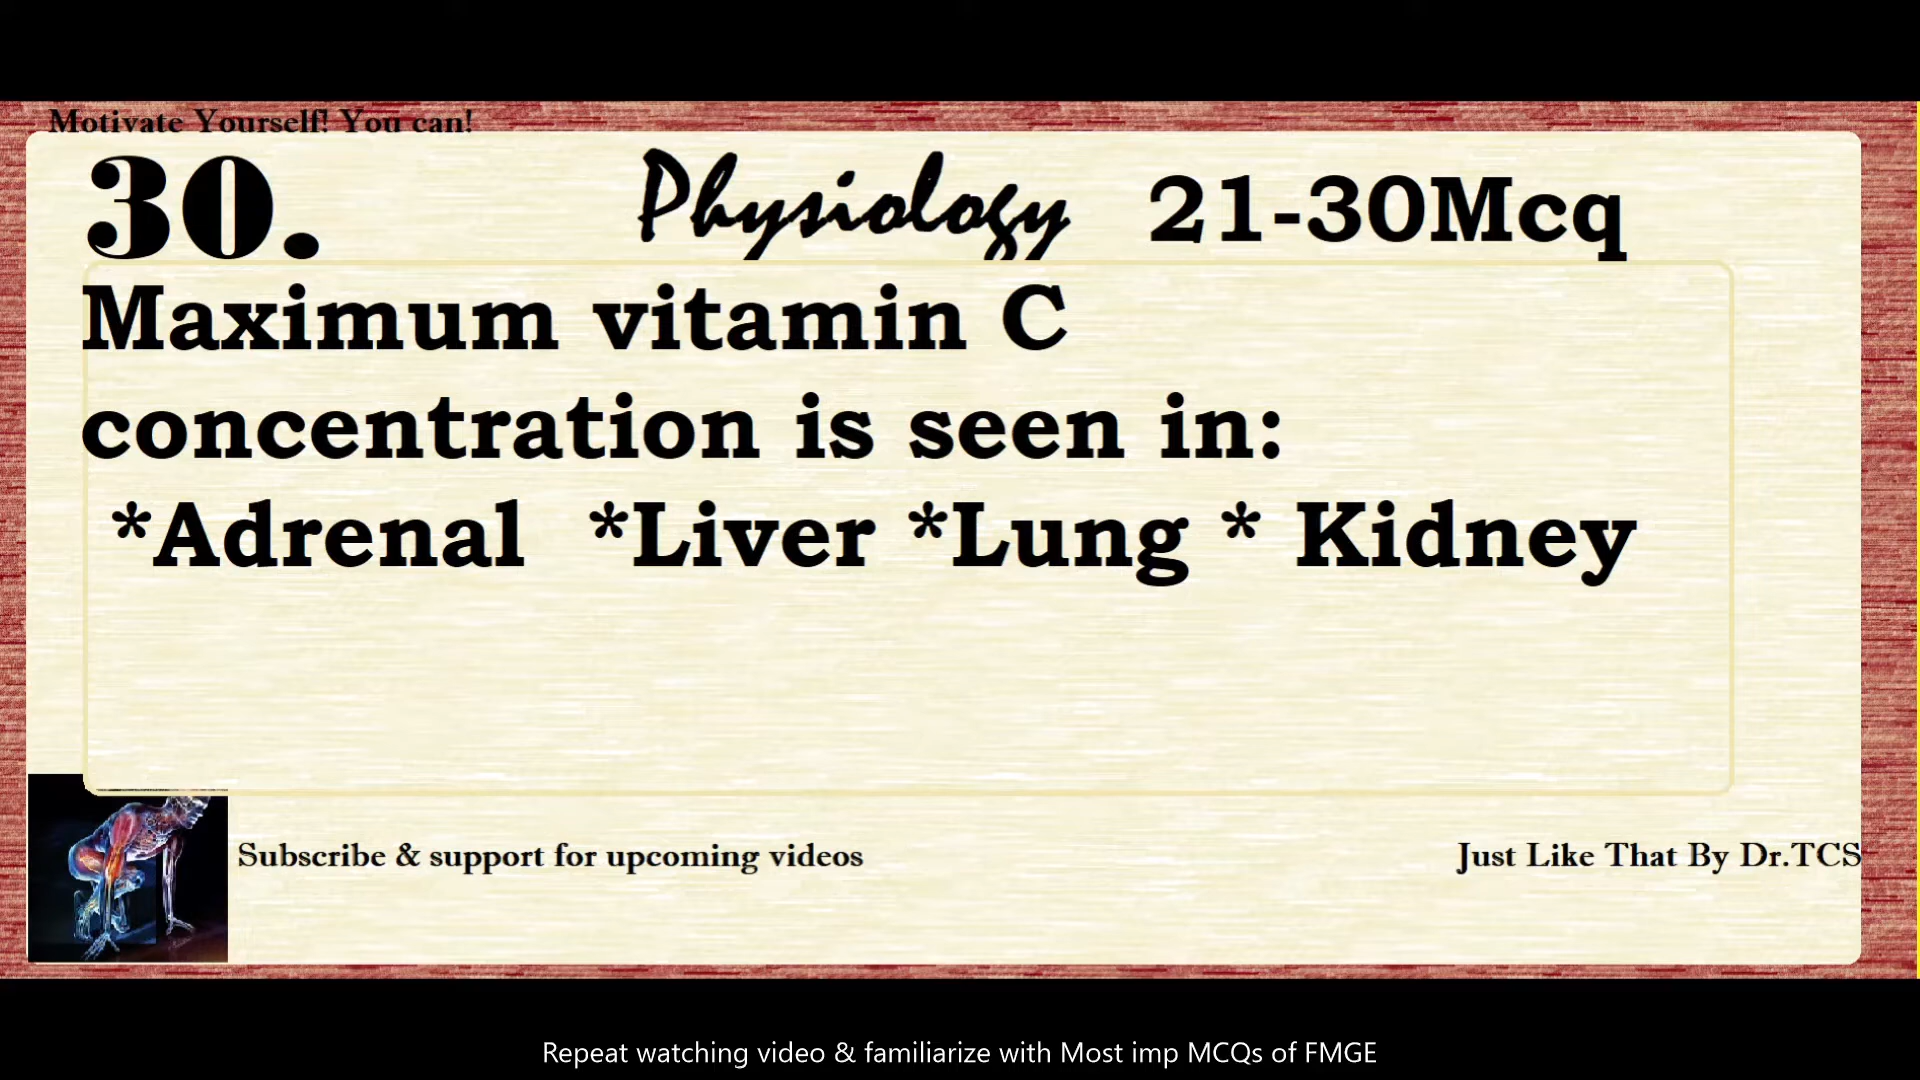 Motivate Yourself! You can!
30. Physiology 21-30Mcq
Maximum vitamin C
concentration is seen in:
*Adrenal *Liver *Lung * Kidney
Subscribe & support for upcoming videos
Just Like That By Dr.TCS
Repeat watching video & familiarize with Most imp MCQs of FMGE